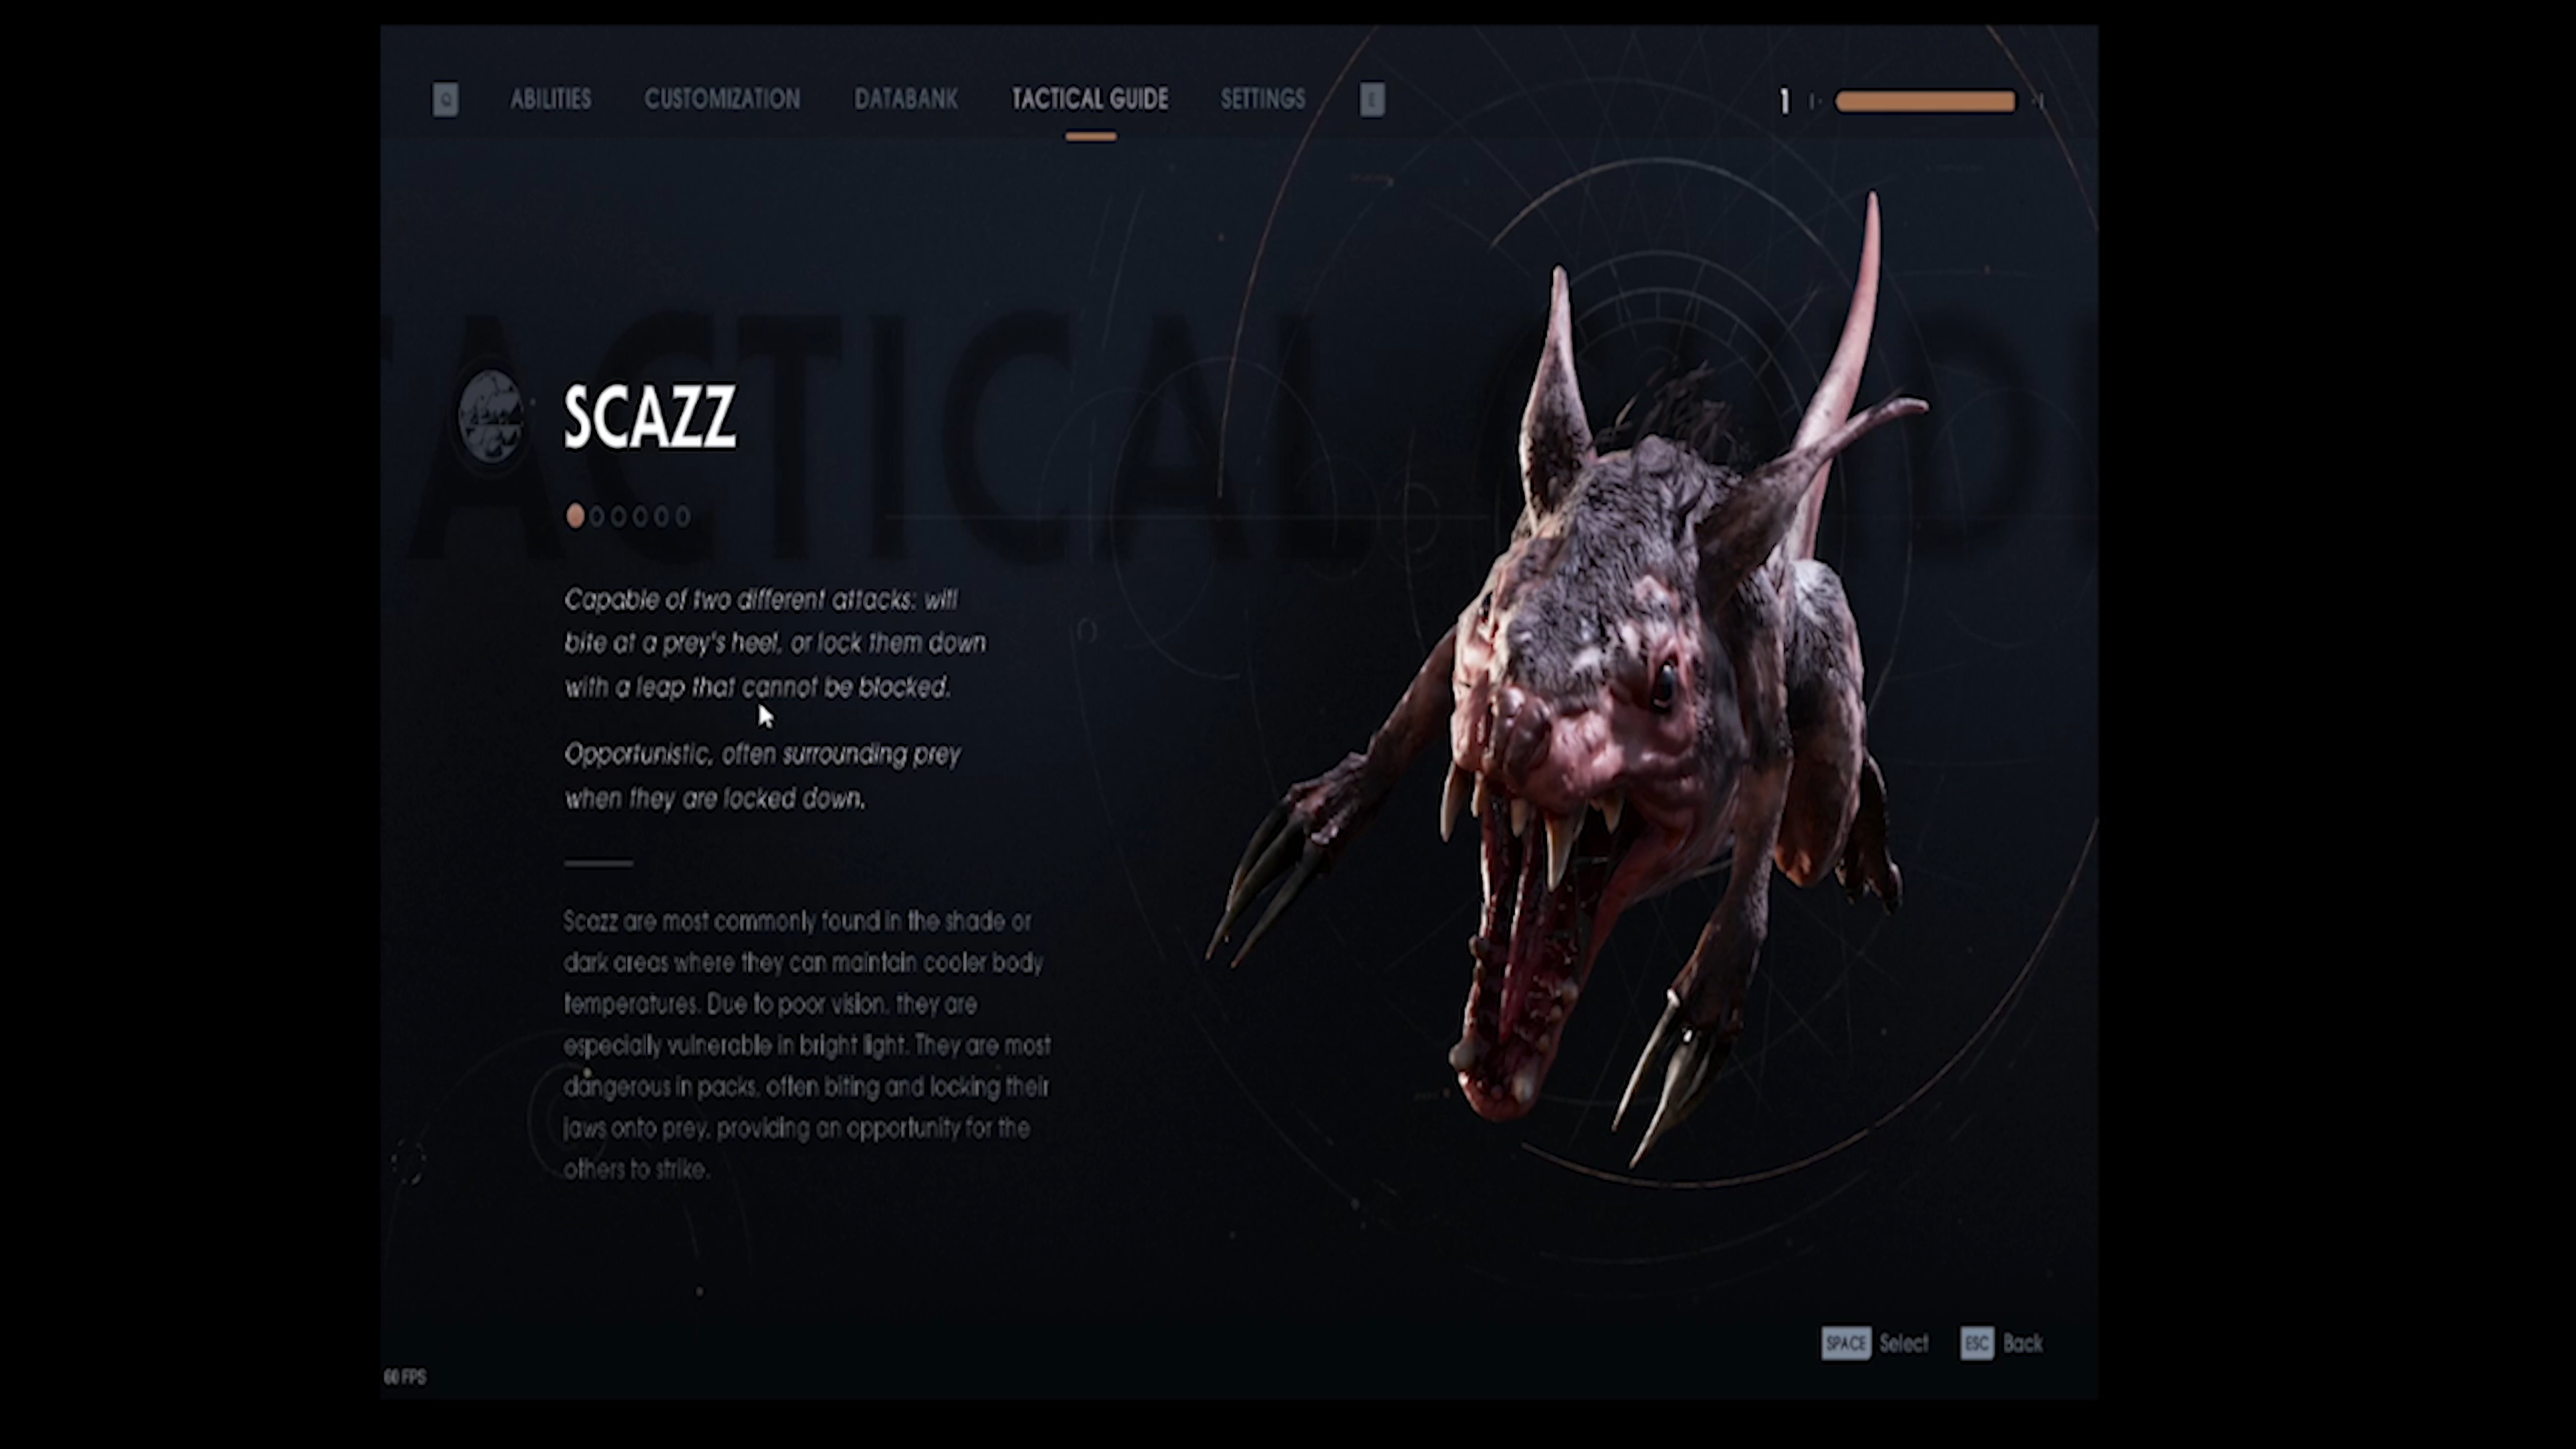 Q ABILITIES CUSTOMIZATION DATABANK TACTICAL GUIDE SETTINGS E 1
TACTICAL GUIDE
SCAZZ
Capable of two different attacks: will
bite at a prey's heel, or lock them down
with a leap that cannot be blocked.
Opportunistic, often surrounding prey
when they are locked down.
Scazz are most commonly found in the shade or
dark areas where they can maintain cooler body
temperatures. Due to poor vision, they are
especially vulnerable in bright light. They are most
dangerous in packs, often biting and locking their
jaws onto prey, providing an opportunity for the
others to strike.
SPACE Select ESC Back
60 FPS